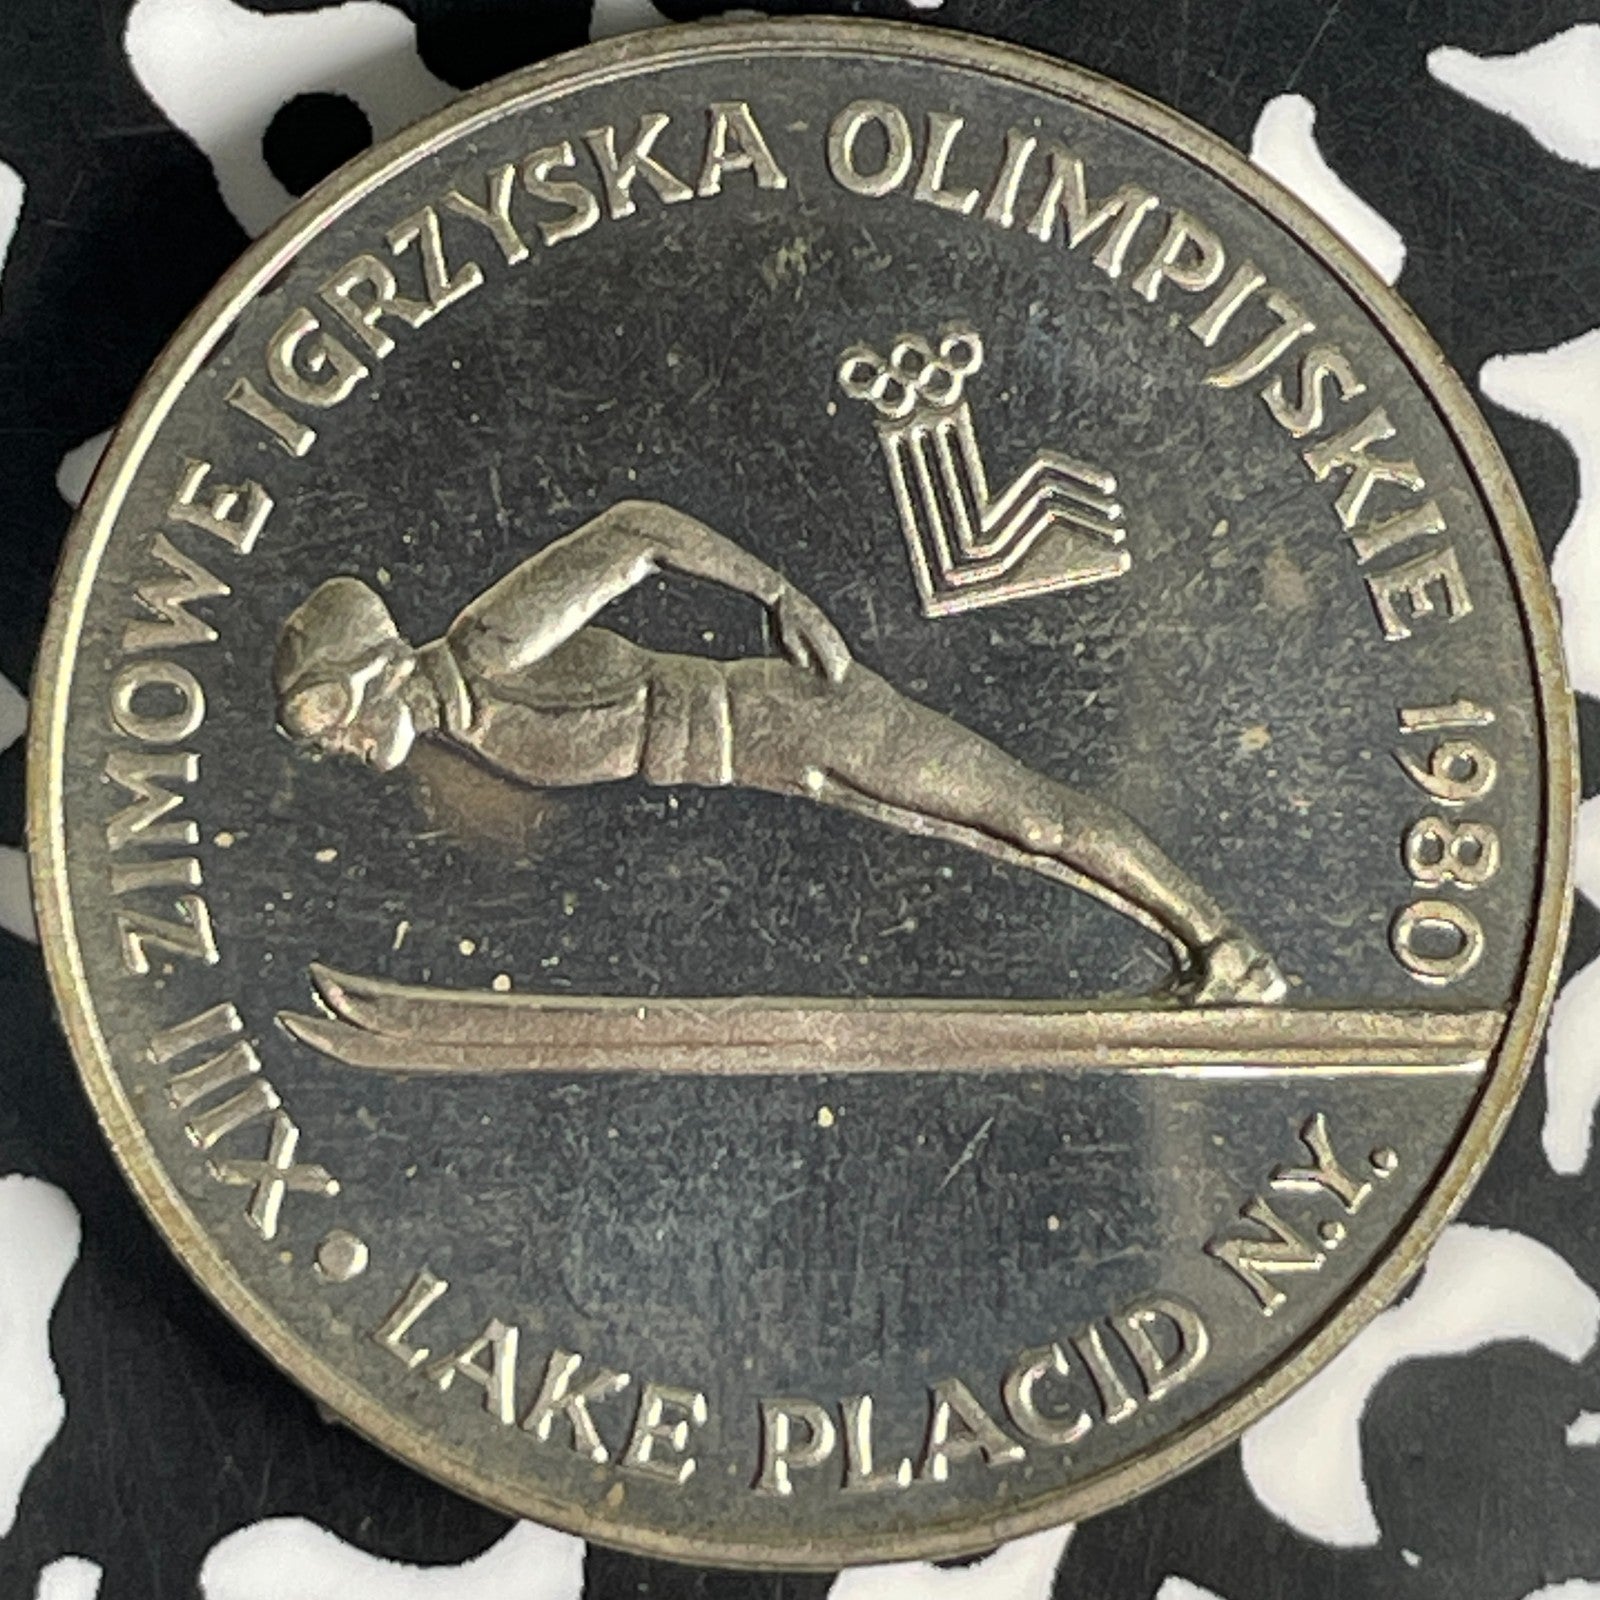 XIII ZIMOWE IGRZYSKA OLIMPIJSKIE 1980
• LAKE PLACID N.Y.